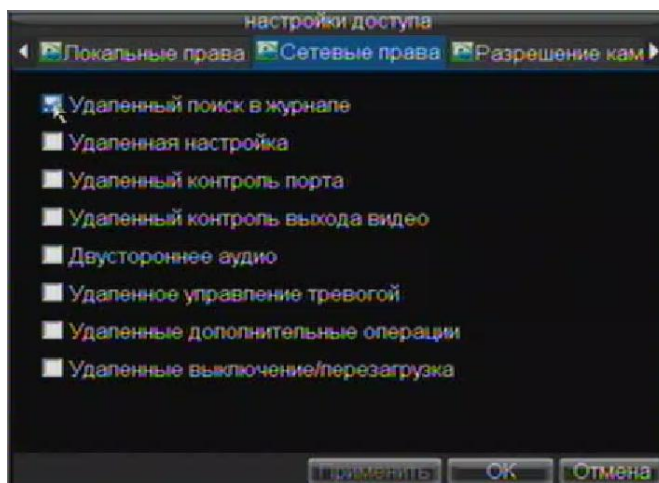 настройки доступа
Локальные права Сетевые права Разрешение кам
Удаленный поиск в журнале
Удаленная настройка
Удаленный контроль порта
Удаленный контроль выхода видео
Двустороннее аудио
Удаленное управление тревогой
Удаленные дополнительные операции
Удаленные выключение/перезагрузка
Применить OK Отмена